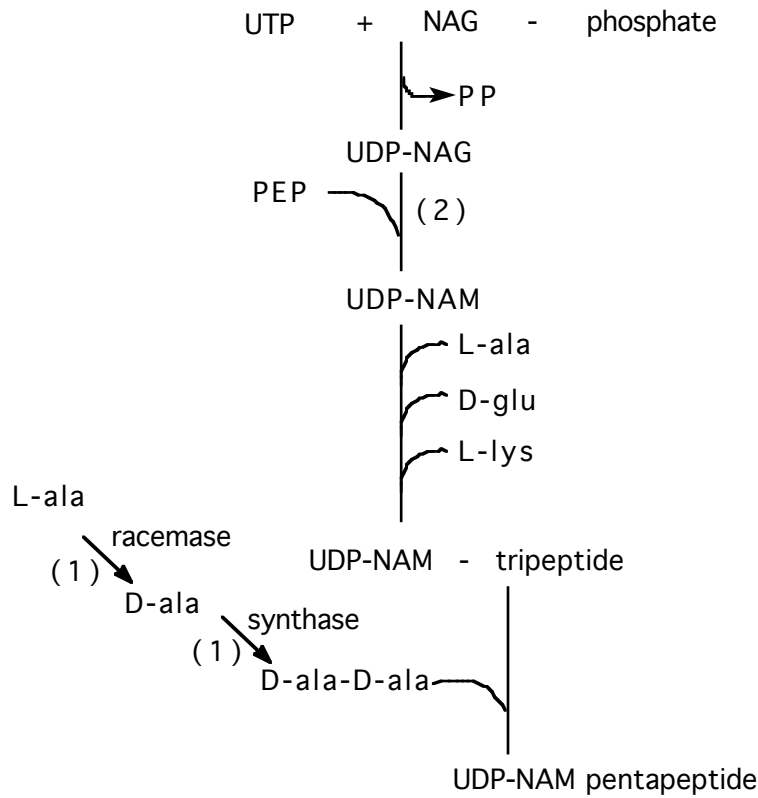 UTP + NAG - phosphate
PP
UDP-NAG
PEP
(2)
UDP-NAM
L-ala
D-glu
L-lys
L-ala
racemase
(1)
UDP-NAM - tripeptide
D-ala
synthase
(1)
D-ala-D-ala
UDP-NAM pentapeptide